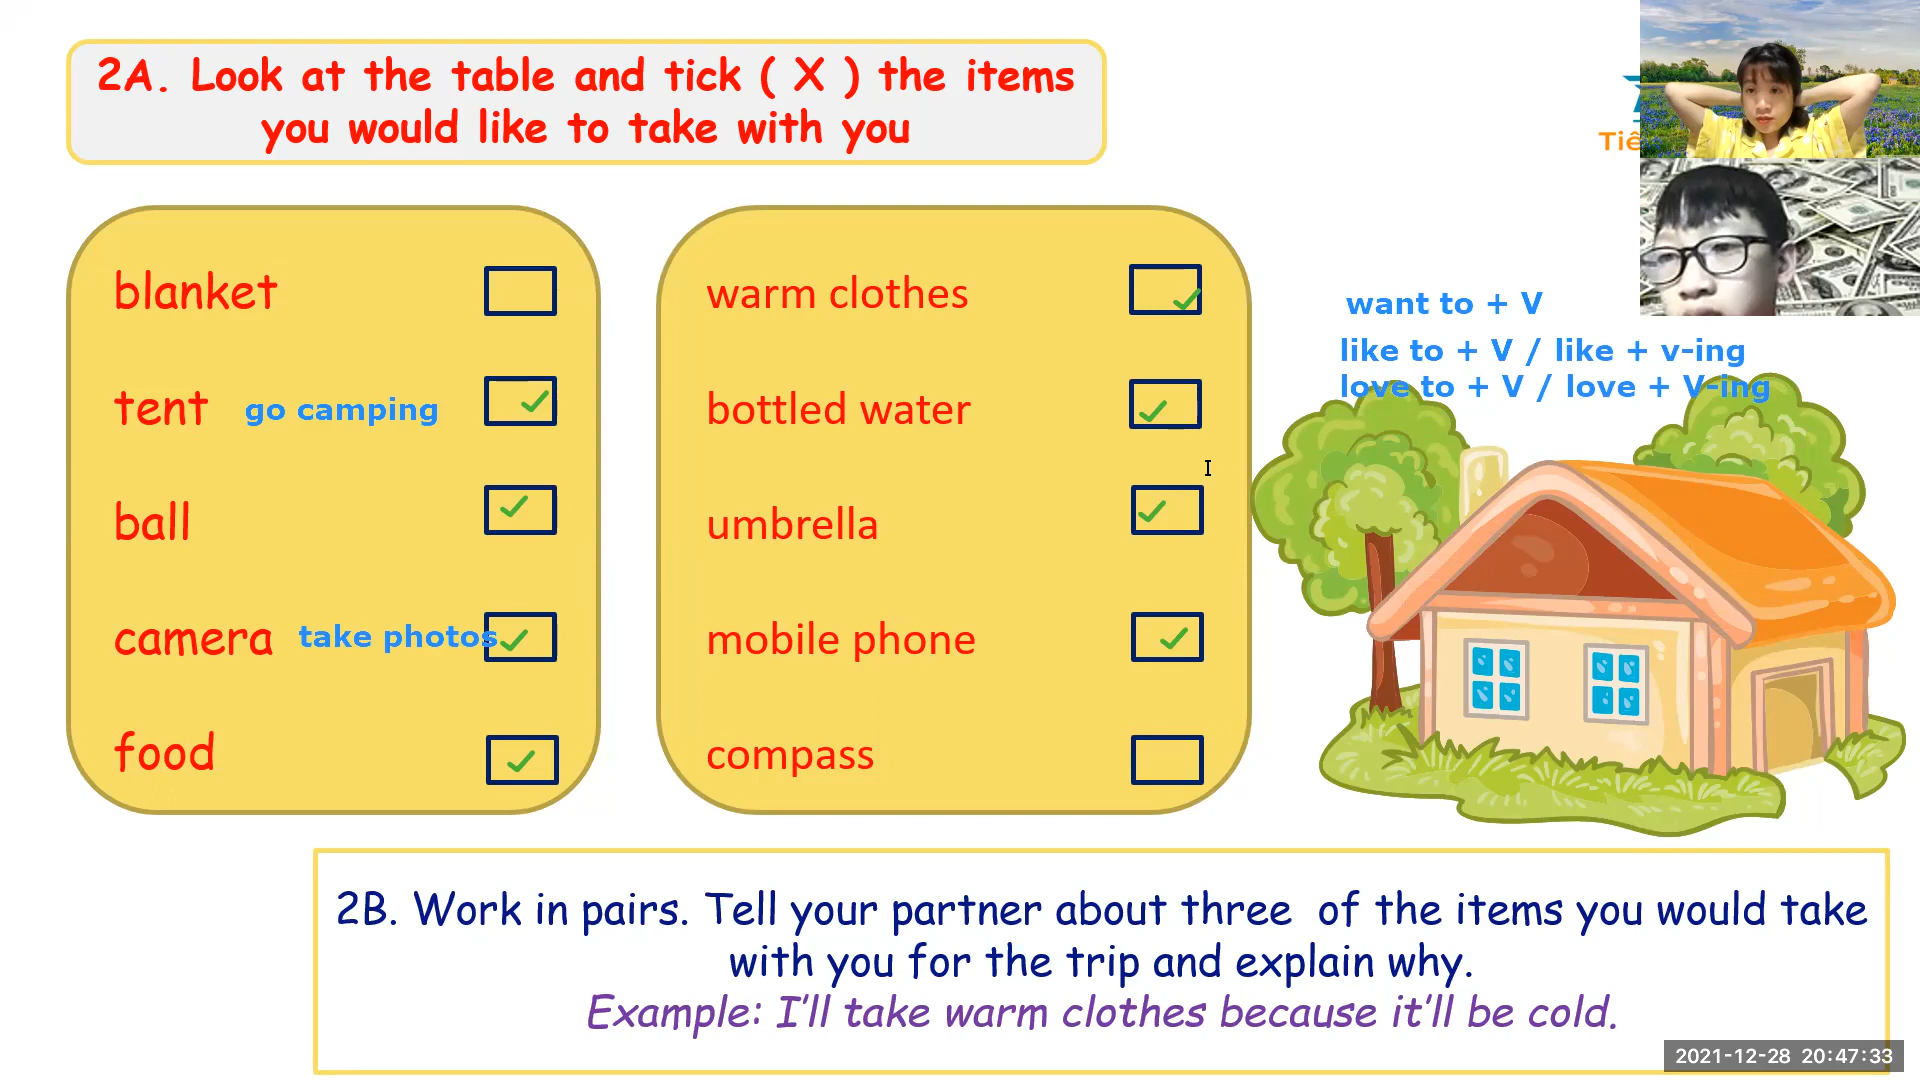 2A. Look at the table and tick ( X ) the items
you would like to take with you
blanket
tent go camping
ball
camera take photos
food
warm clothes
bottled water
umbrella
mobile phone
compass
want to + V
like to + V / like + v-ing
love to + V / love + V-ing
2B. Work in pairs. Tell your partner about three of the items you would take
with you for the trip and explain why.
Example: I'll take warm clothes because it'll be cold.
2021-12-28 20:47:33